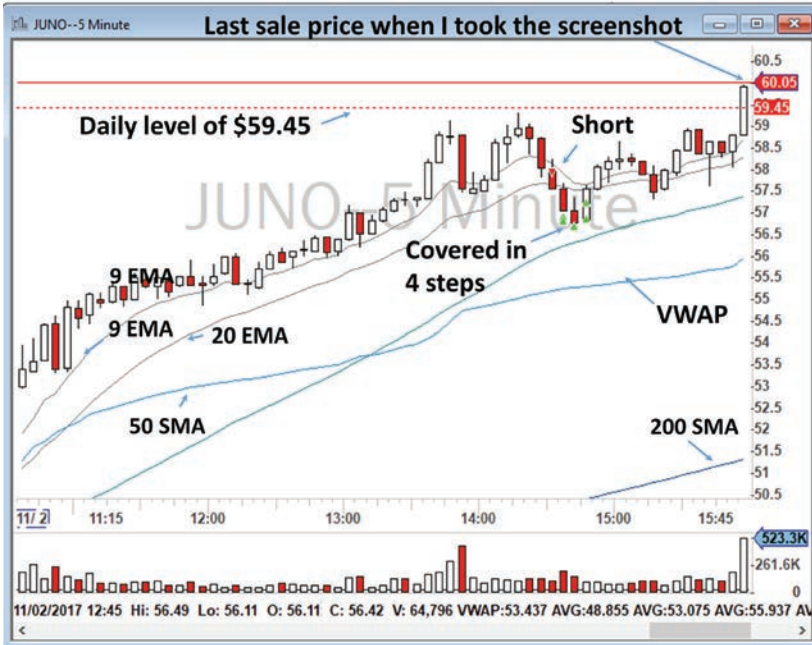 JUNO--5 Minute
Last sale price when I took the screenshot
60.5
60.05
59.45
Daily level of $59.45
59
Short
58.5
58
JUNO--5 Minute
57.5
57
56.5
Covered in
4 steps
56
9 EMA
55.5
VWAP
55
9 EMA
20 EMA
54.5
54
53.5
53
50 SMA
52.5
200 SMA
52
51.5
51
50.5
11/ 2
11:15
12:00
13:00
14:00
15:00
15:45
523.3K
261.6K
0
11/02/2017 12:45 Hi: 56.49 Lo: 56.11 O: 56.11 C: 56.42 V: 64,796 VWAP:53.437 AVG:48.855 AVG:53.075 AVG:55.937